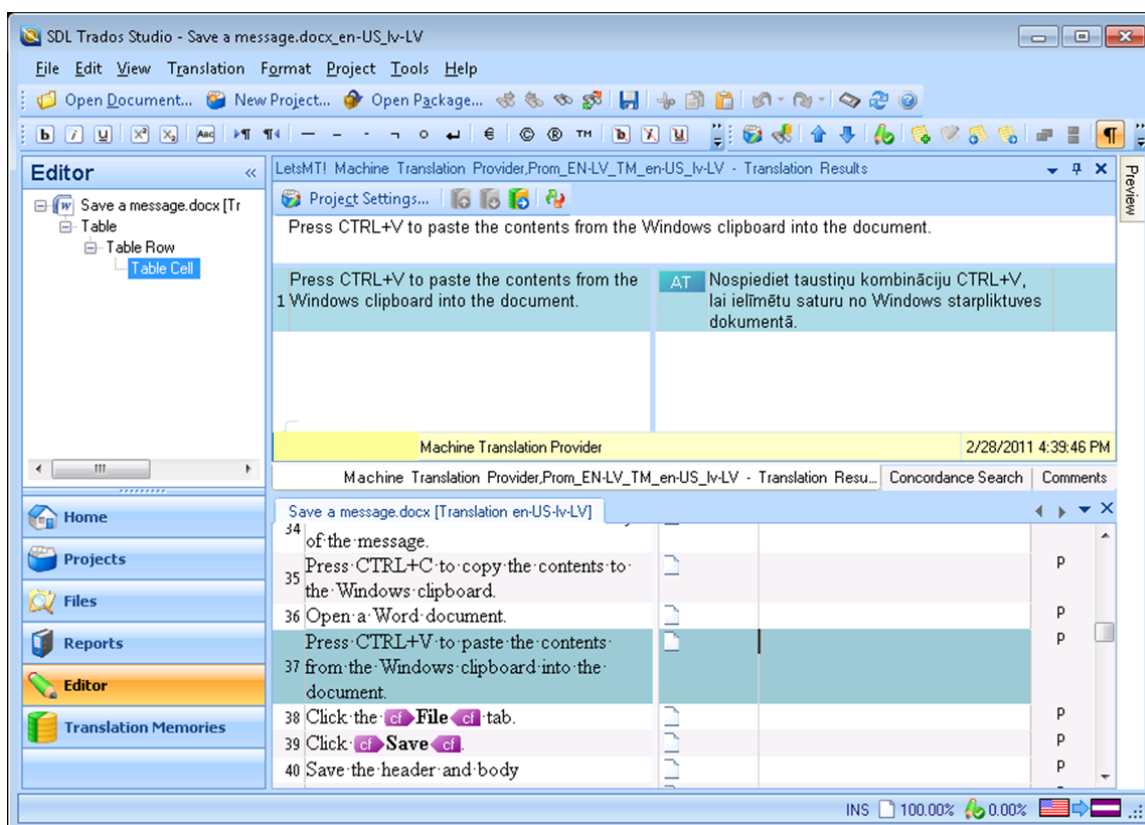 SDL Trados Studio - Save a message.docx_en-US_lv-LV
File Edit View Translation Format Project Tools Help
Open Document... New Project... Open Package...
b i U X² X₂ ABC ¶ ¶ — – - ¬ ° ↵ € © ® TM b X U ¶
Editor «
Save a message.docx [Tr
Table
Table Row
Table Cell
Home
Projects
Files
Reports
Editor
Translation Memories
LetsMT! Machine Translation Provider,Prom_EN-LV_TM_en-US_lv-LV - Translation Results
Project Settings...
Press CTRL+V to paste the contents from the Windows clipboard into the document.
Press CTRL+V to paste the contents from the
1 Windows clipboard into the document.
AT Nospiediet taustiņu kombināciju CTRL+V,
lai ielīmētu saturu no Windows starpliktuves
dokumentā.
Machine Translation Provider 2/28/2011 4:39:46 PM
Machine Translation Provider,Prom_EN-LV_TM_en-US_lv-LV - Translation Resu... Concordance Search Comments
Preview
Save a message.docx [Translation en-US-lv-LV]
34
of·the·message.
Press·CTRL+C·to·copy·the·contents·to· P
35
the·Windows·clipboard.
36 Open·a·Word·document. P
Press·CTRL+V·to·paste·the·contents· P
37 from·the·Windows·clipboard·into·the·
document.
38 Click·the·cf File cf·tab. P
39 Click·cf Save cf. P
40 Save·the·header·and·body P
INS 100.00% 0.00%